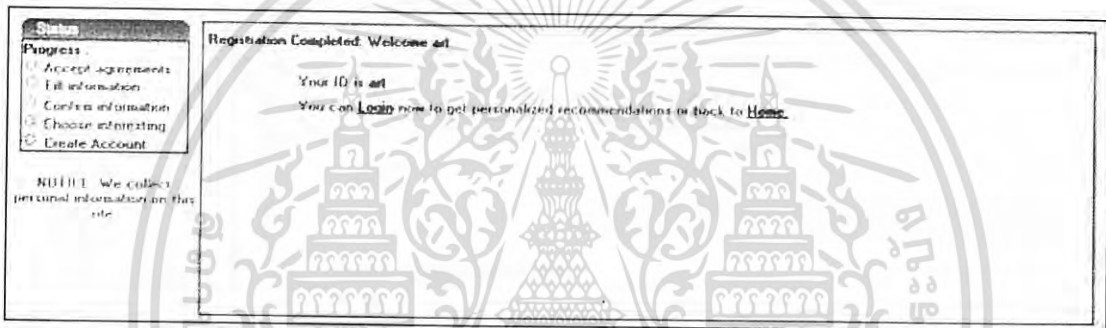 Status
Progress :
Accept agreements
Fill information
Confirm information
Choose interesting
Create Account
NOTICE: We collect
personal information on this
site
Registration Completed: Welcome art
Your ID is art
You can Login now to get personalized recommendations or back to Home.